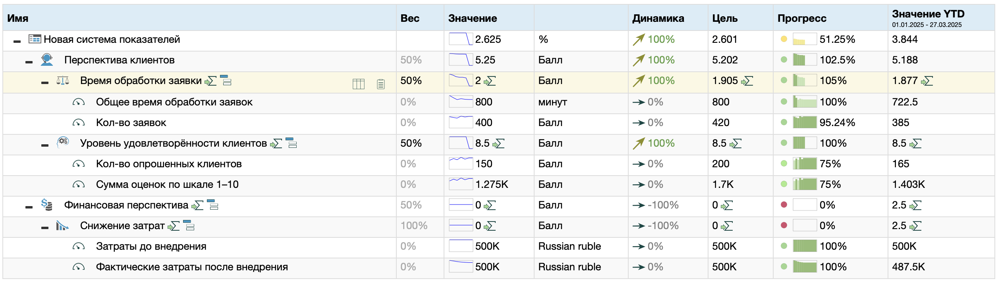 Имя Вес Значение Динамика Цель Прогресс Значение YTD
01.01.2025 - 27.03.2025
Новая система показателей 2.625 % 100% 2.601 51.25% 3.844
Перспектива клиентов 50% 5.25 Балл 100% 5.202 102.5% 5.188
Время обработки заявки 50% 2 Балл 100% 1.905 105% 1.877
Общее время обработки заявок 0% 800 минут 0% 800 100% 722.5
Кол-во заявок 0% 400 Балл 0% 420 95.24% 385
Уровень удовлетворённости клиентов 50% 8.5 Балл 100% 8.5 100% 8.5
Кол-во опрошенных клиентов 0% 150 Балл 0% 200 75% 165
Сумма оценок по шкале 1–10 0% 1.275K Балл 0% 1.7K 75% 1.403K
Финансовая перспектива 50% 0 Балл -100% 0 0% 2.5
Снижение затрат 100% 0 Балл -100% 0 0% 2.5
Затраты до внедрения 0% 500K Russian ruble 0% 500K 100% 500K
Фактические затраты после внедрения 0% 500K Russian ruble 0% 500K 100% 487.5K